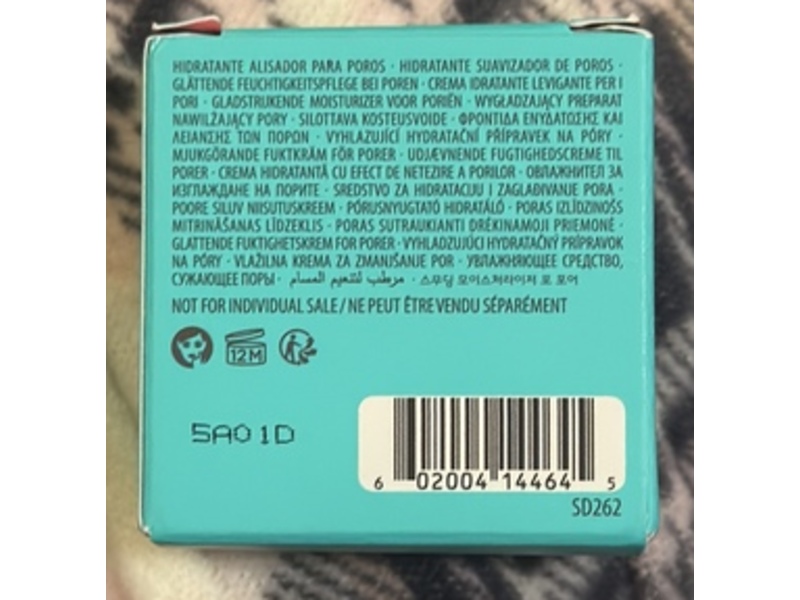 HIDRATANTE ALISADOR PARA POROS · HIDRATANTE SUAVIZADOR DE POROS ·
GLÄTTENDE FEUCHTIGKEITSPFLEGE BEI POREN · CREMA IDRATANTE LEVIGANTE PER I
PORI · GLADSTRIJKENDE MOISTURIZER VOOR PORIËN · WYGŁADZAJĄCY PREPARAT
NAWILŻAJĄCY PORY · SILOTTAVA KOSTEUSVOIDE · ΦΡΟΝΤΙΔΑ ΕΝΥΔΑΤΩΣΗΣ ΚΑΙ
ΛΕΙΑΝΣΗΣ ΤΩΝ ΠΟΡΩΝ · VYHLAZUJÍCÍ HYDRATAČNÍ PŘÍPRAVEK NA PÓRY ·
MJUKGÖRANDE FUKTKRÄM FÖR PORER · UDJÆVNENDE FUGTIGHEDSCREME TIL
PORER · CREMA HIDRATANTĂ CU EFECT DE NETEZIRE A PORILOR · ОВЛАЖНИТЕЛ ЗА
ИЗГЛАЖДАНЕ НА ПОРИТЕ · SREDSTVO ZA HIDRATACIJU I ZAGLAĐIVANJE PORA ·
POORE SILUV NIISUTUSKREEM · PÓRUSNYUGTATÓ HIDRATÁLÓ · PORAS IZLĪDZINOŠS
MITRINĀŠANAS LĪDZEKLIS · PORAS SUTRAUKIANTI DRĖKINAMOJI PRIEMONĖ ·
GLATTENDE FUKTIGHETSKREM FOR PORER · VYHLADZUJÚCI HYDRATAČNÝ PRÍPRAVOK
NA PÓRY · VLAŽILNA KREMA ZA ZMANJŠANJE POR · УВЛАЖНЯЮЩЕЕ СРЕДСТВО,
СУЖАЮЩЕЕ ПОРЫ · مرطب لتنعيم المسام · 스무딩 모이스처라이저 포 포어
NOT FOR INDIVIDUAL SALE / NE PEUT ÊTRE VENDU SÉPARÉMENT
12M
5A01D
6 02004 14464 5
SD262